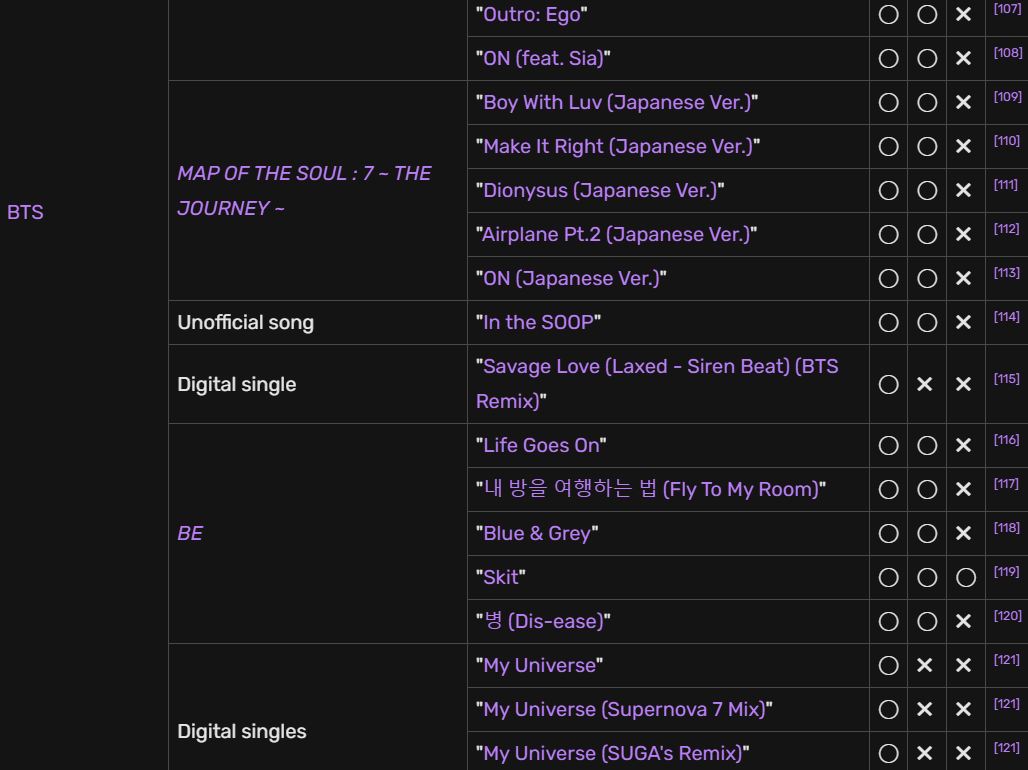 "Outro: Ego" ○ ○ × [107]
"ON (feat. Sia)" ○ ○ × [108]
BTS
MAP OF THE SOUL : 7 ~ THE
JOURNEY ~
"Boy With Luv (Japanese Ver.)" ○ ○ × [109]
"Make It Right (Japanese Ver.)" ○ ○ × [110]
"Dionysus (Japanese Ver.)" ○ ○ × [111]
"Airplane Pt.2 (Japanese Ver.)" ○ ○ × [112]
"ON (Japanese Ver.)" ○ ○ × [113]
Unofficial song "In the SOOP" ○ ○ × [114]
Digital single "Savage Love (Laxed - Siren Beat) (BTS
Remix)" ○ × × [115]
BE
"Life Goes On" ○ ○ × [116]
"내 방을 여행하는 법 (Fly To My Room)" ○ ○ × [117]
"Blue & Grey" ○ ○ × [118]
"Skit" ○ ○ ○ [119]
"병 (Dis-ease)" ○ ○ × [120]
Digital singles
"My Universe" ○ × × [121]
"My Universe (Supernova 7 Mix)" ○ × × [121]
"My Universe (SUGA's Remix)" ○ × × [121]